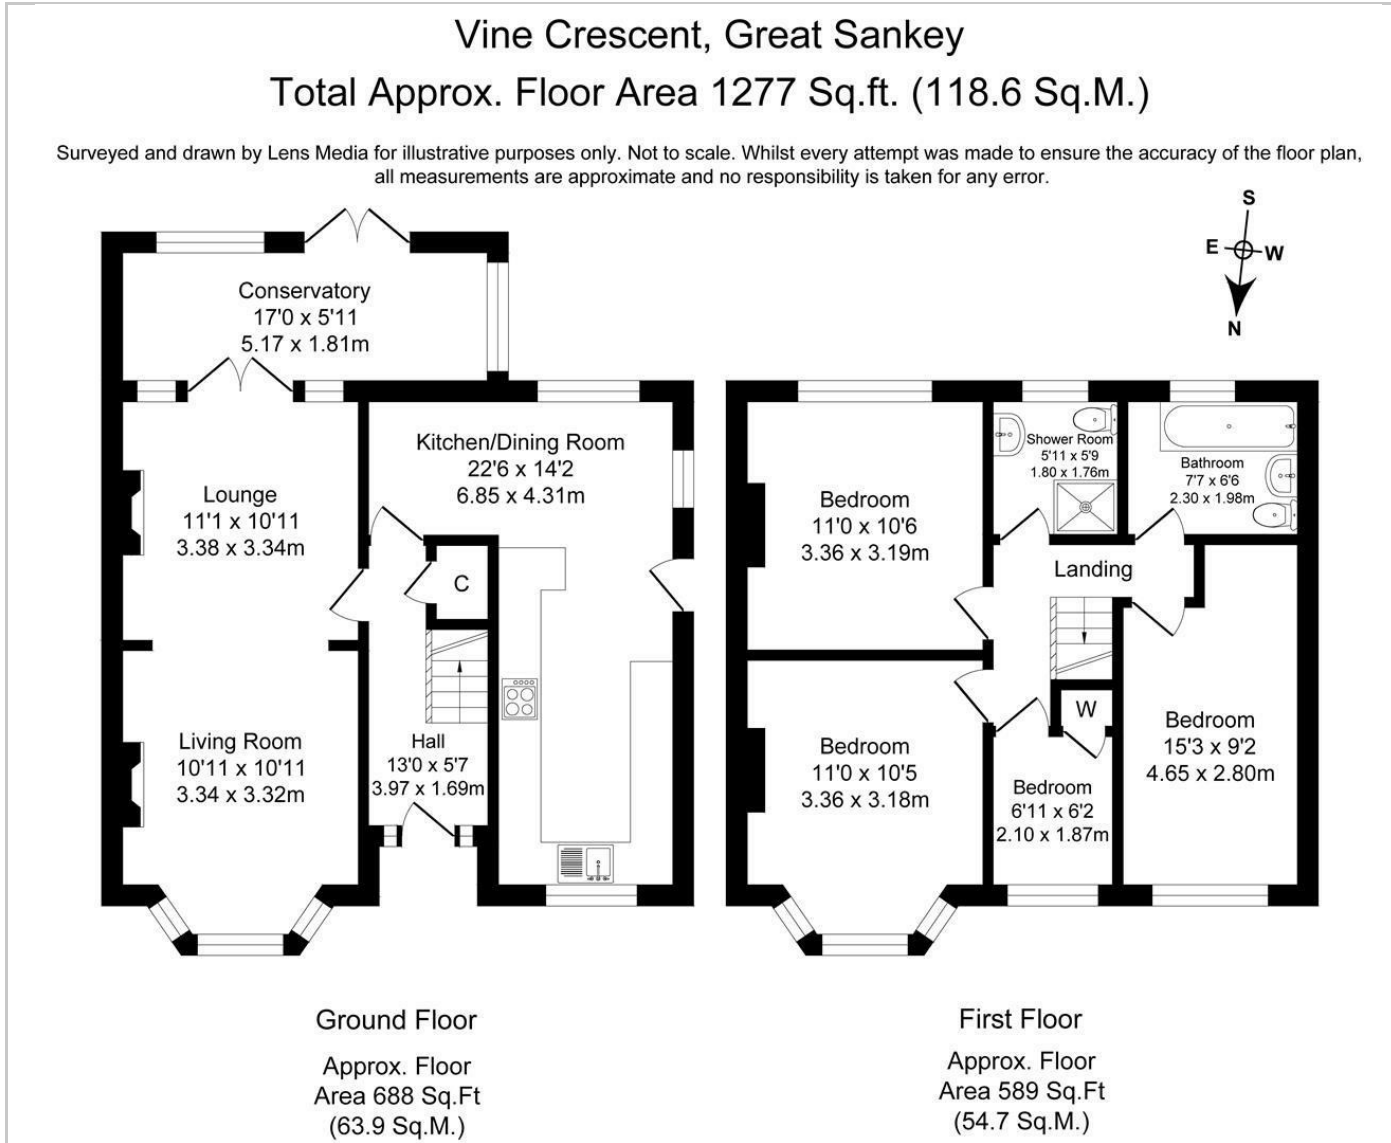 Vine Crescent, Great Sankey
Total Approx. Floor Area 1277 Sq.ft. (118.6 Sq.M.)
Surveyed and drawn by Lens Media for illustrative purposes only. Not to scale. Whilst every attempt was made to ensure the accuracy of the floor plan,
all measurements are approximate and no responsibility is taken for any error.
S
E W
N
Conservatory
17'0 x 5'11
5.17 x 1.81m
Kitchen/Dining Room
22'6 x 14'2
6.85 x 4.31m
Lounge
11'1 x 10'11
3.38 x 3.34m
C
Living Room
10'11 x 10'11
3.34 x 3.32m
Hall
13'0 x 5'7
3.97 x 1.69m
Shower Room
5'11 x 5'9
1.80 x 1.76m
Bathroom
7'7 x 6'6
2.30 x 1.98m
Bedroom
11'0 x 10'6
3.36 x 3.19m
Landing
W
Bedroom
11'0 x 10'5
3.36 x 3.18m
Bedroom
6'11 x 6'2
2.10 x 1.87m
Bedroom
15'3 x 9'2
4.65 x 2.80m
Ground Floor
Approx. Floor
Area 688 Sq.Ft
(63.9 Sq.M.)
First Floor
Approx. Floor
Area 589 Sq.Ft
(54.7 Sq.M.)